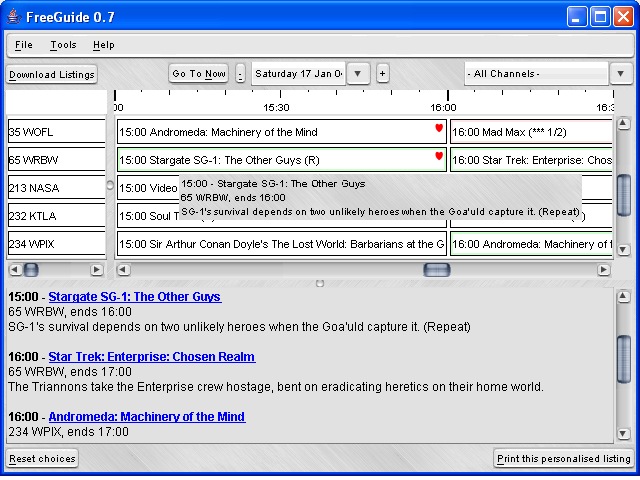 FreeGuide 0.7
File Tools Help
Download Listings Go To Now - Saturday 17 Jan 0 + - All Channels -
:00 15:30 16:00 16:3
35 WOFL 15:00 Andromeda: Machinery of the Mind 16:00 Mad Max (*** 1/2)
65 WRBW 15:00 Stargate SG-1: The Other Guys (R) 16:00 Star Trek: Enterprise: Chos
213 NASA 15:00 Video
15:00 - Stargate SG-1: The Other Guys
65 WRBW, ends 16:00
SG-1's survival depends on two unlikely heroes when the Goa'uld capture it. (Repeat)
232 KTLA 15:00 Soul T
234 WPIX 15:00 Sir Arthur Conan Doyle's The Lost World: Barbarians at the G 16:00 Andromeda: Machinery of t
15:00 - Stargate SG-1: The Other Guys
65 WRBW, ends 16:00
SG-1's survival depends on two unlikely heroes when the Goa'uld capture it. (Repeat)
16:00 - Star Trek: Enterprise: Chosen Realm
65 WRBW, ends 17:00
The Triannons take the Enterprise crew hostage, bent on eradicating heretics on their home world.
16:00 - Andromeda: Machinery of the Mind
234 WPIX, ends 17:00
Reset choices Print this personalised listing